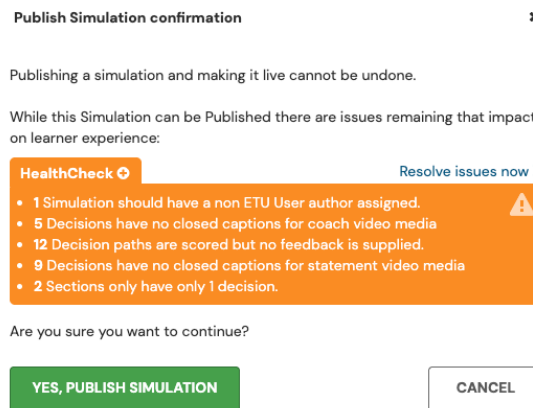 Publish Simulation confirmation
Publishing a simulation and making it live cannot be undone.
While this Simulation can be Published there are issues remaining that impact
on learner experience:
HealthCheck
Resolve issues now
1 Simulation should have a non ETU User author assigned.
5 Decisions have no closed captions for coach video media
12 Decision paths are scored but no feedback is supplied.
9 Decisions have no closed captions for statement video media
2 Sections only have only 1 decision.
Are you sure you want to continue?
YES, PUBLISH SIMULATION
CANCEL